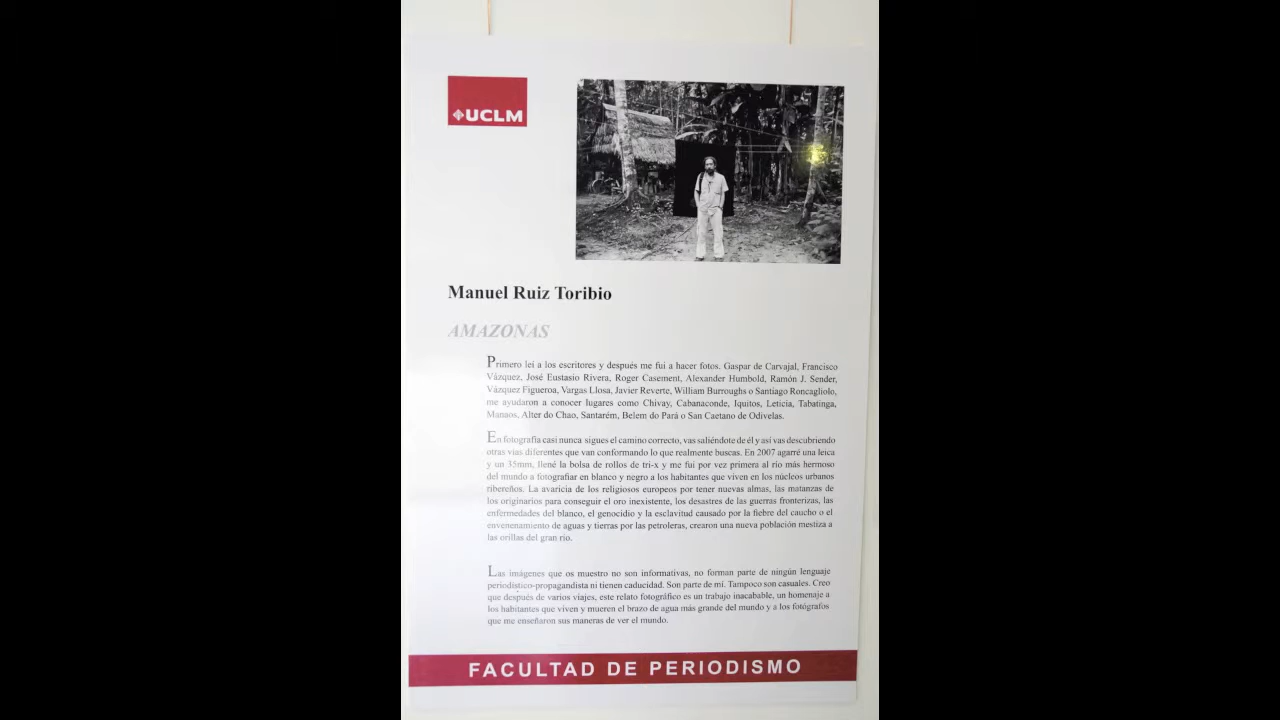 UCLM
Manuel Ruiz Toribio
AMAZONAS
Primero leí a los escritores y después me fui a hacer fotos. Gaspar de Carvajal, Francisco
Vázquez, José Eustasio Rivera, Roger Casement, Alexander Humbold, Ramón J. Sender,
Vázquez Figueroa, Vargas Llosa, Javier Reverte, William Burroughs o Santiago Roncagliolo,
me ayudaron a conocer lugares como Chivay, Cabanaconde, Iquitos, Leticia, Tabatinga,
Manaos, Alter do Chao, Santarém, Belem do Pará o San Caetano de Odivelas.
En fotografía casi nunca sigues el camino correcto, vas saliéndote de él y así vas descubriendo
otras vías diferentes que van conformando lo que realmente buscas. En 2007 agarré una leica
y un 35mm, llené la bolsa de rollos de tri-x y me fui por vez primera al río más hermoso
del mundo a fotografiar en blanco y negro a los habitantes que viven en los núcleos urbanos
ribereños. La avaricia de los religiosos europeos por tener nuevas almas, las matanzas de
los originarios para conseguir el oro inexistente, los desastres de las guerras fronterizas, las
enfermedades del blanco, el genocidio y la esclavitud causado por la fiebre del caucho o el
envenenamiento de aguas y tierras por las petroleras, crearon una nueva población mestiza a
las orillas del gran río.
Las imágenes que os muestro no son informativas, no forman parte de ningún lenguaje
periodístico-propagandista ni tienen caducidad. Son parte de mí. Tampoco son casuales. Creo
que después de varios viajes, este relato fotográfico es un trabajo inacabable, un homenaje a
los habitantes que viven y mueren el brazo de agua más grande del mundo y a los fotógrafos
que me enseñaron sus maneras de ver el mundo.
FACULTAD DE PERIODISMO